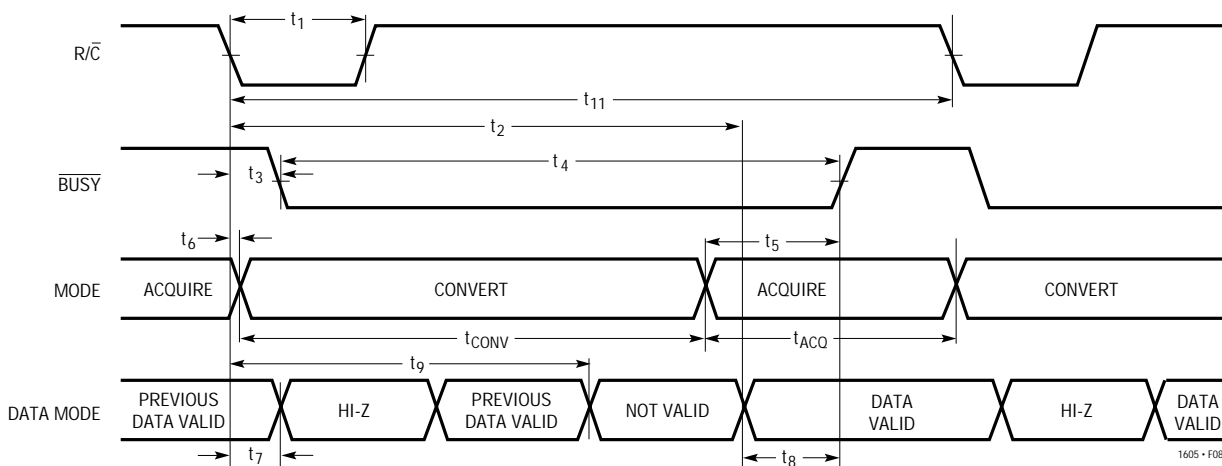 t₁
R/C̅
t₁₁
t₂
t₃
t₄
B̅U̅S̅Y̅
t₆
t₅
MODE
ACQUIRE
CONVERT
ACQUIRE
CONVERT
tCONV
tACQ
t₉
DATA MODE
PREVIOUS
DATA VALID
HI-Z
PREVIOUS
DATA VALID
NOT VALID
DATA
VALID
HI-Z
DATA
VALID
t₇
t₈
1605 • F08